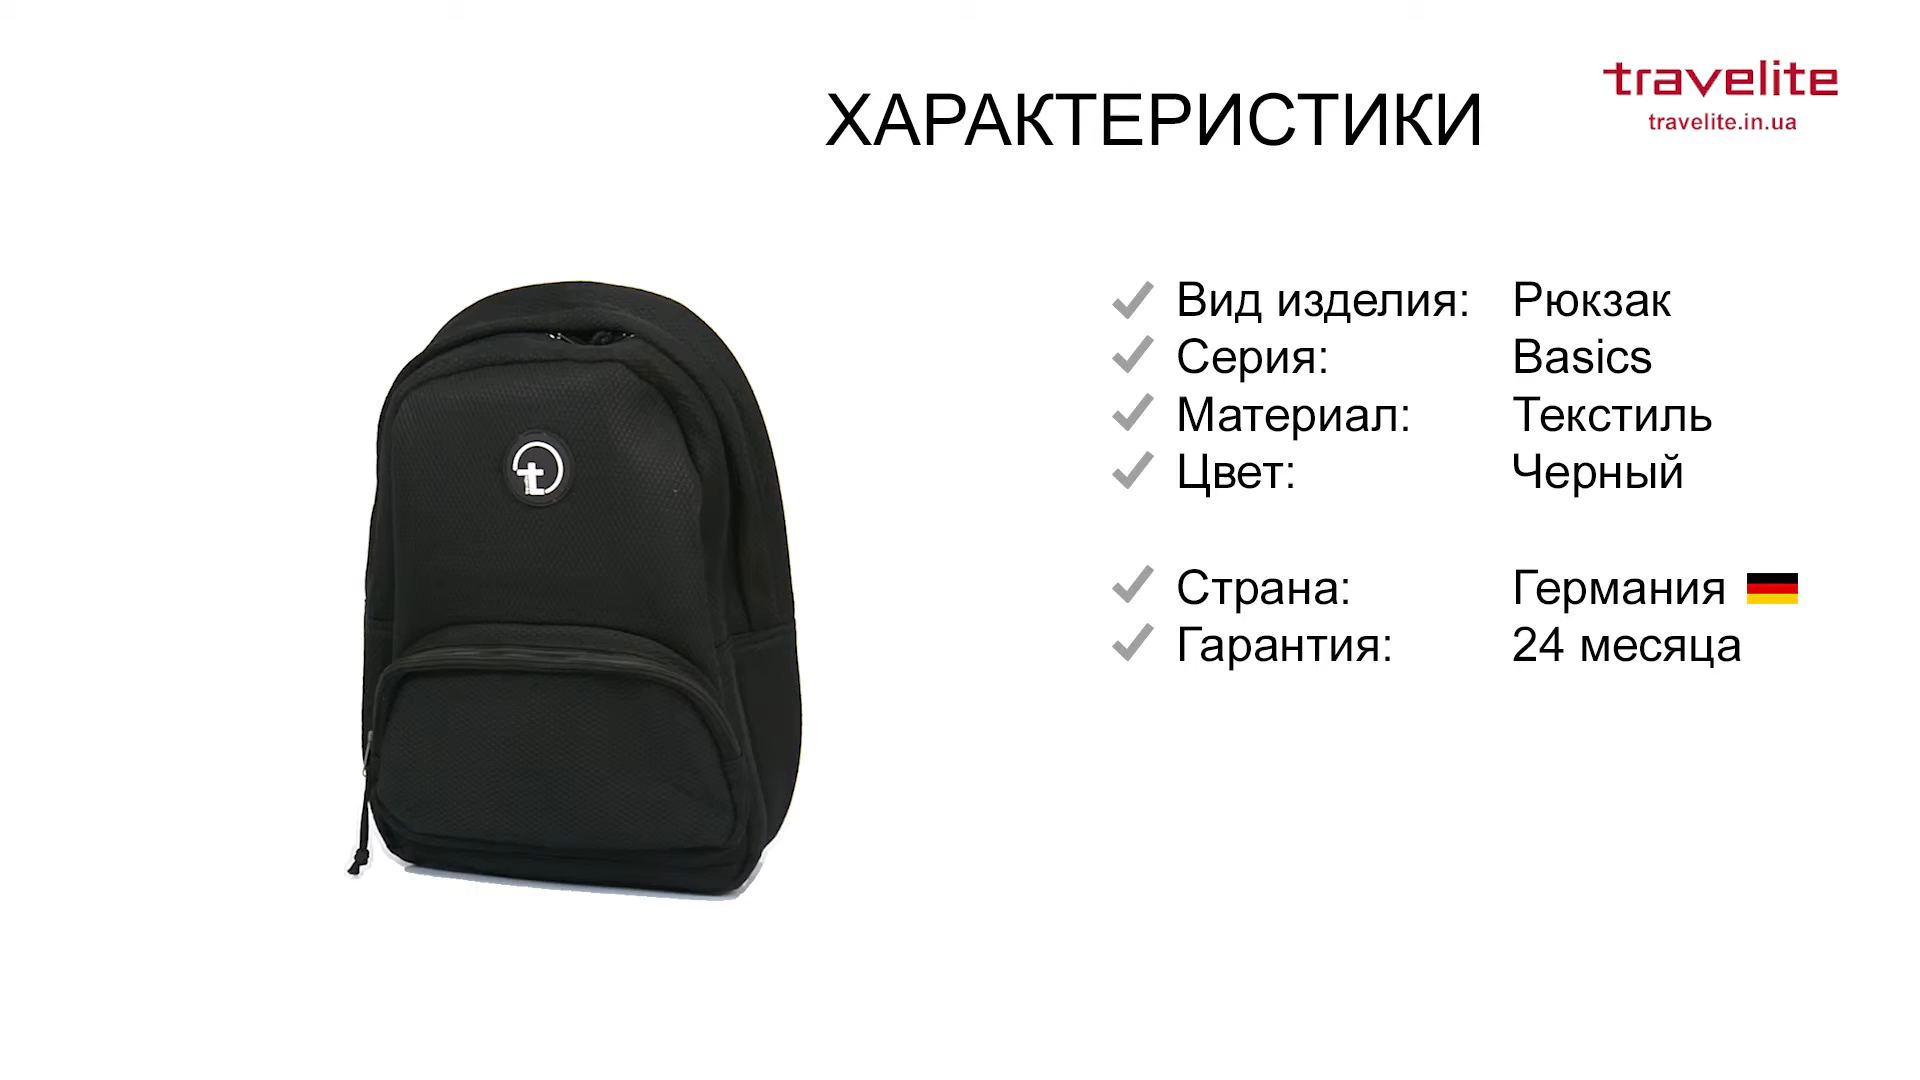 travelite
travelite.in.ua
ХАРАКТЕРИСТИКИ
Вид изделия: Рюкзак
Серия: Basics
Материал: Текстиль
Цвет: Черный
Страна: Германия
Гарантия: 24 месяца